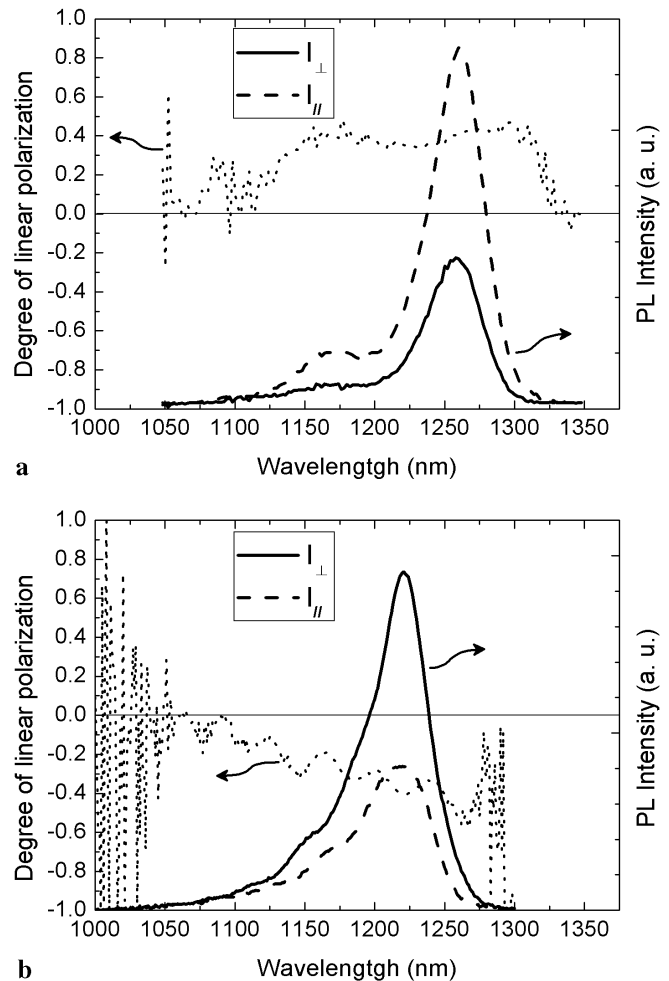 1.0
0.8
0.6
0.4
0.2
0.0
-0.2
-0.4
-0.6
-0.8
-1.0
Degree of linear polarization
I⊥
I//
PL Intensity (a. u.)
1000 1050 1100 1150 1200 1250 1300 1350
Wavelengtgh (nm)
a
1.0
0.8
0.6
0.4
0.2
0.0
-0.2
-0.4
-0.6
-0.8
-1.0
Degree of linear polarization
I⊥
I//
PL Intensity (a. u.)
1000 1050 1100 1150 1200 1250 1300 1350
Wavelengtgh (nm)
b